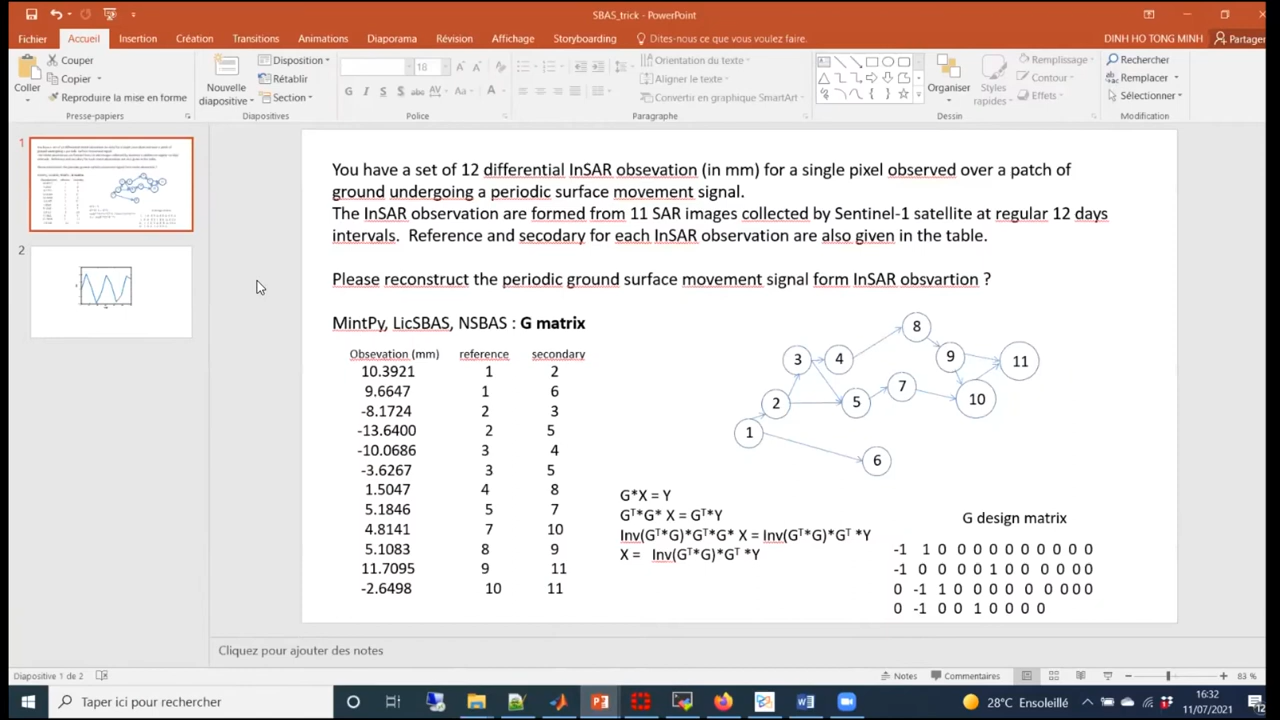 SBAS_trick - PowerPoint
Fichier Accueil Insertion Création Transitions Animations Diaporama Révision Affichage Storyboarding Dites-nous ce que vous voulez faire. DINH HO TONG MINH Partager
Coller
Couper
Copier
Reproduire la mise en forme
Presse-papiers
Nouvelle
diapositive
Disposition
Rétablir
Section
Diapositives
18
G I S S abc AV Aa A
Police
Orientation du texte
Aligner le texte
Convertir en graphique SmartArt
Paragraphe
Organiser
Styles
rapides
Remplissage
Contour
Effets
Dessin
Rechercher
Remplacer
Sélectionner
Modification
1
2
You have a set of 12 differential InSAR obsevation (in mm) for a single pixel observed over a patch of
ground undergoing a periodic surface movement signal.
The InSAR observation are formed from 11 SAR images collected by Sentinel-1 satellite at regular 12 days
intervals. Reference and secodary for each InSAR observation are also given in the table.
Please reconstruct the periodic ground surface movement signal form InSAR obsvartion ?
MintPy, LicSBAS, NSBAS : G matrix
Obsevation (mm) reference secondary
10.3921 1 2
9.6647 1 6
-8.1724 2 3
-13.6400 2 5
-10.0686 3 4
-3.6267 3 5
1.5047 4 8
5.1846 5 7
4.8141 7 10
5.1083 8 9
11.7095 9 11
-2.6498 10 11
8
3 4 9 11
7
2 5 10
1
6
G*X = Y
Gᵀ*G* X = Gᵀ*Y
Inv(Gᵀ*G)*Gᵀ*G* X = Inv(Gᵀ*G)*Gᵀ *Y
X = Inv(Gᵀ*G)*Gᵀ *Y
G design matrix
-1 1 0 0 0 0 0 0 0 0 0
-1 0 0 0 0 1 0 0 0 0 0
0 -1 1 0 0 0 0 0 0 0 0
0 -1 0 0 1 0 0 0 0
Cliquez pour ajouter des notes
Diapositive 1 de 2 Notes Commentaires 83 %
Taper ici pour rechercher
28°C Ensoleillé
16:32
11/07/2021
12